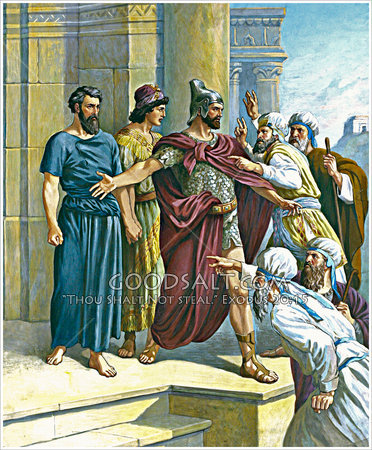 GOODSALT.COM
"THOU SHALT NOT STEAL." EXODUS 20:15